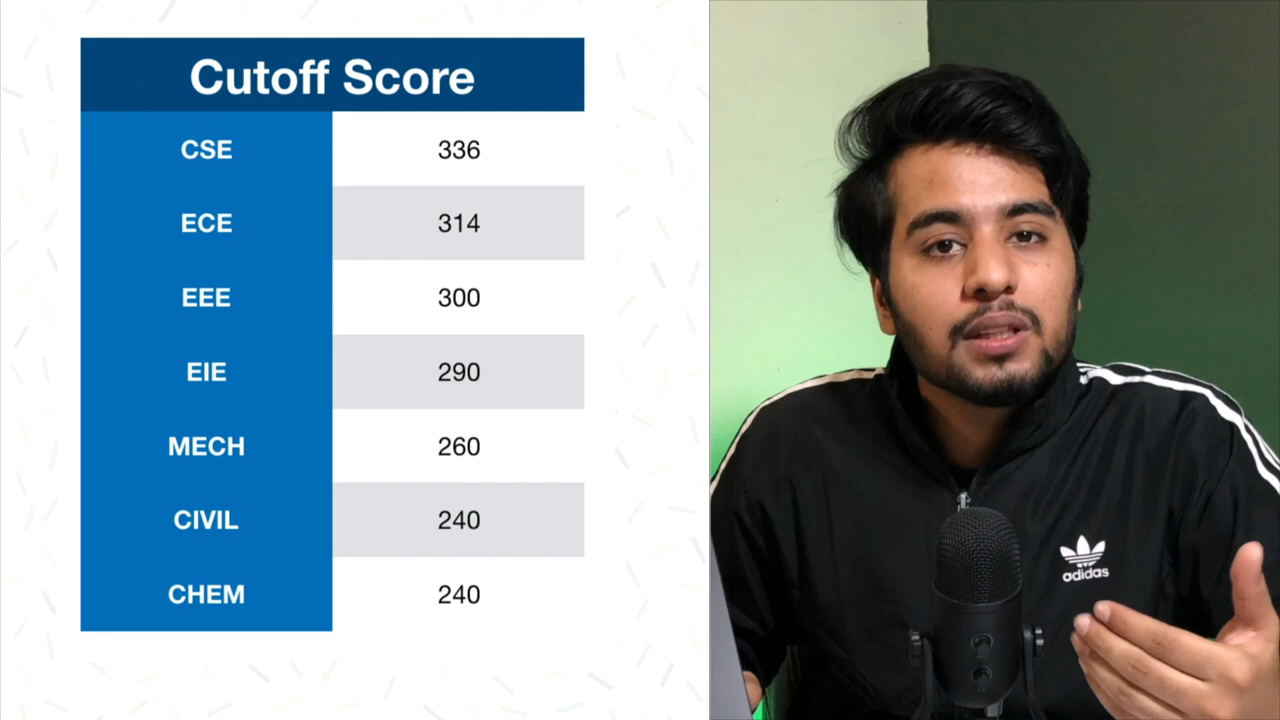 Cutoff Score
CSE 336
ECE 314
EEE 300
EIE 290
MECH 260
CIVIL 240
CHEM 240
adidas